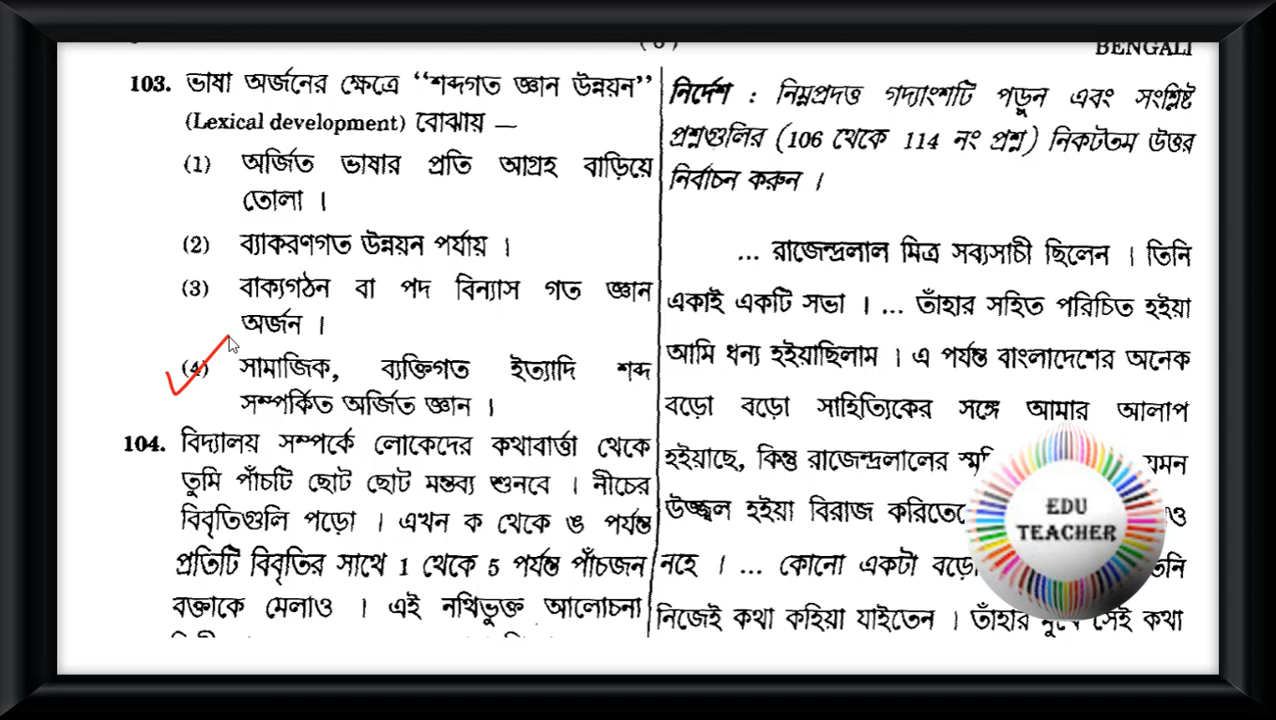 BENGALI
103. ভাষা অর্জনের ক্ষেত্রে “শব্দগত জ্ঞান উন্নয়ন”
(Lexical development) বোঝায় —
(1) অর্জিত ভাষার প্রতি আগ্রহ বাড়িয়ে
তোলা ।
(2) ব্যাকরণগত উন্নয়ন পর্যায় ।
(3) বাক্যগঠন বা পদ বিন্যাস গত জ্ঞান
অর্জন ।
(4) সামাজিক, ব্যক্তিগত ইত্যাদি শব্দ
সম্পর্কিত অর্জিত জ্ঞান ।
104. বিদ্যালয় সম্পর্কে লোকেদের কথাবার্ত্তা থেকে
তুমি পাঁচটি ছোট ছোট মন্তব্য শুনবে । নীচের
বিবৃতিগুলি পড়ো । এখন ক থেকে ঙ পর্যন্ত
প্রতিটি বিবৃতির সাথে 1 থেকে 5 পর্যন্ত পাঁচজন
বক্তাকে মেলাও । এই নথিভুক্ত আলোচনা
নির্দেশ : নিম্নপ্রদত্ত গদ্যাংশটি পড়ুন এবং সংশ্লিষ্ট
প্রশ্নগুলির (106 থেকে 114 নং প্রশ্ন) নিকটতম উত্তর
নির্বাচন করুন ।
... রাজেন্দ্রলাল মিত্র সব্যসাচী ছিলেন । তিনি
একাই একটি সভা । ... তাঁহার সহিত পরিচিত হইয়া
আমি ধন্য হইয়াছিলাম । এ পর্যন্ত বাংলাদেশের অনেক
বড়ো বড়ো সাহিত্যিকের সঙ্গে আমার আলাপ
হইয়াছে, কিন্তু রাজেন্দ্রলালের
উজ্জ্বল হইয়া বিরাজ
নহে । ... কোনো একটা
নিজেই কথা কহিয়া যাইতেন । তাঁহার মুখে সেই কথা
EDU
TEACHER